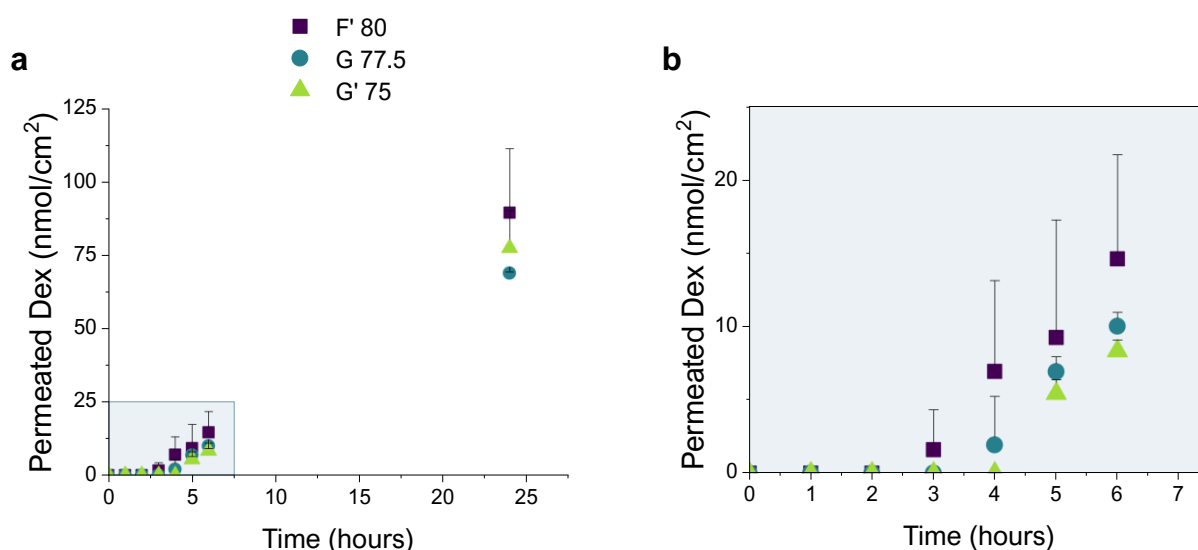 F' 80
G 77.5
G' 75
a
Permeated Dex (nmol/cm²)
125
100
75
50
25
0
0 5 10 15 20 25
Time (hours)
b
Permeated Dex (nmol/cm²)
20
10
0
0 1 2 3 4 5 6 7
Time (hours)